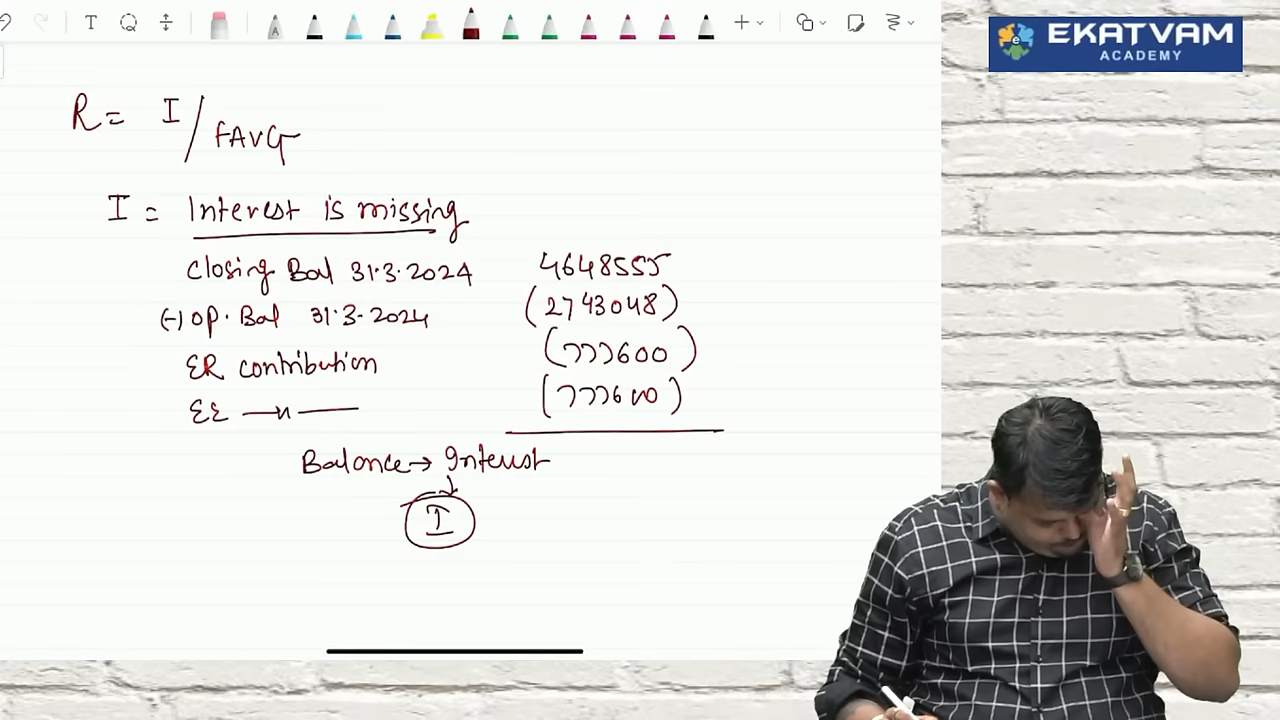 EKATVAM
ACADEMY
R = I / FAVG
I = Interest is missing
Closing Bal 31.3.2024 4648555
(-) OP. Bal 31.3.2024 (2743048)
ER contribution (777600)
EE —〃— (777600)
Balance → Interest
↓
I